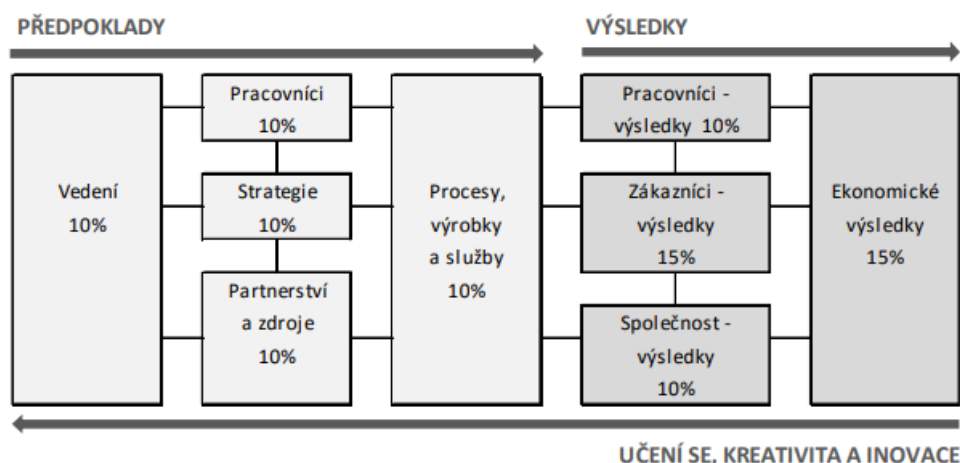 PŘEDPOKLADY
VÝSLEDKY
Vedení
10%
Pracovníci
10%
Strategie
10%
Partnerství
a zdroje
10%
Procesy,
výrobky
a služby
10%
Pracovníci -
výsledky 10%
Zákazníci -
výsledky
15%
Společnost -
výsledky
10%
Ekonomické
výsledky
15%
UČENÍ SE, KREATIVITA A INOVACE